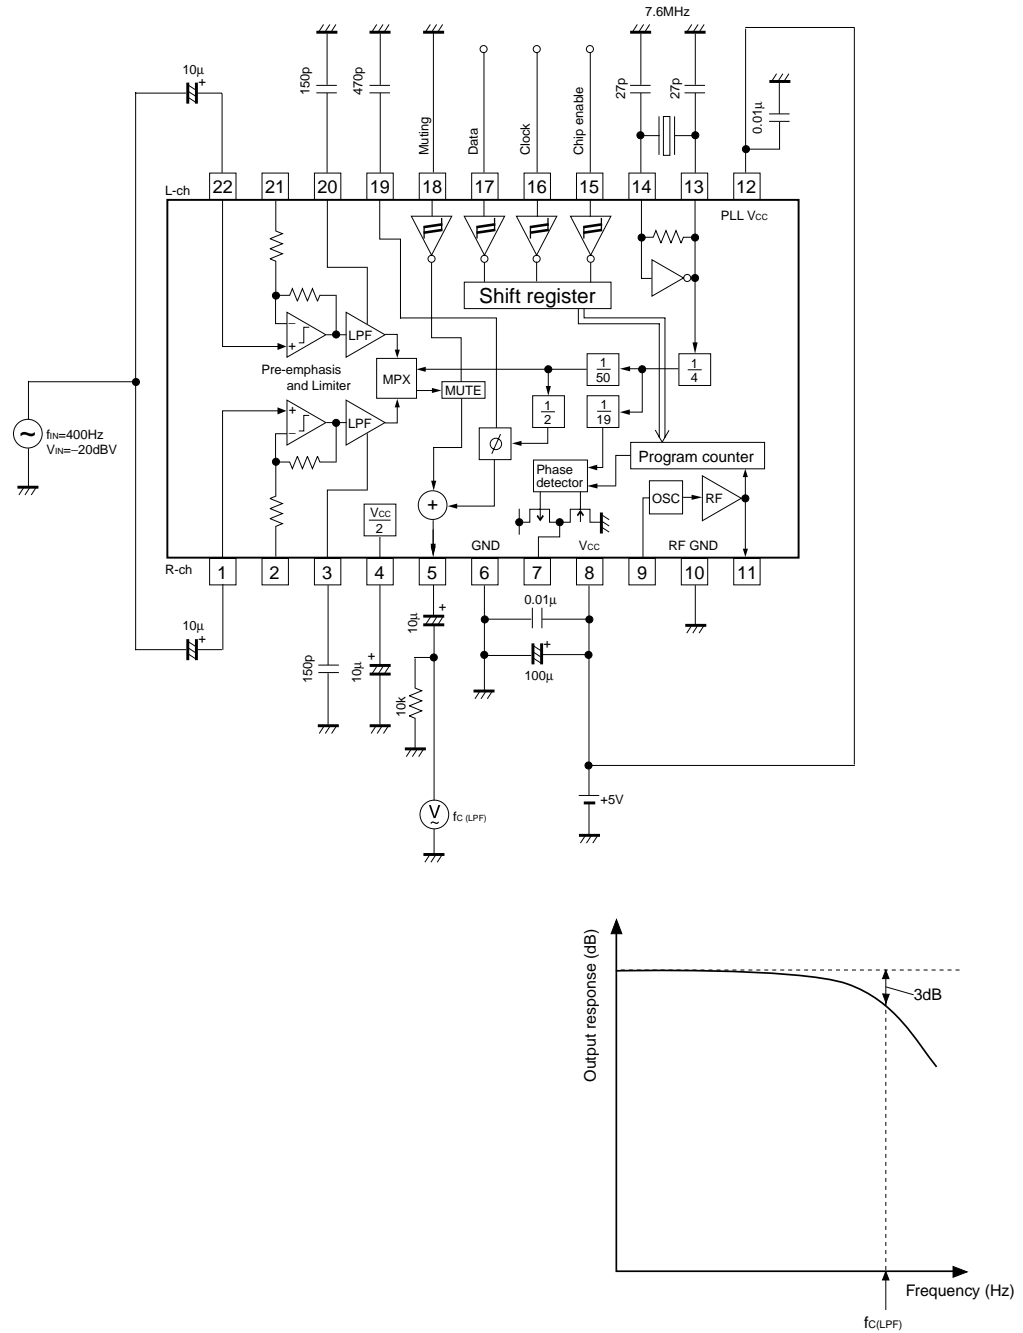 7.6MHz
10μ
+
150p
470p
Muting
Data
Clock
Chip enable
27p
27p
0.01μ
L-ch
22
21
20
19
18
17
16
15
14
13
12
PLL VCC
Shift register
−
+
LPF
Pre-emphasis
and Limiter
MPX
MUTE
1
50
1
4
1
2
1
19
fIN=400Hz
VIN=−20dBV
+
−
LPF
ϕ
Phase
detector
Program counter
OSC
RF
VCC
2
+
GND
VCC
RF GND
R-ch
1
2
3
4
5
6
7
8
9
10
11
10μ
+
150p
10μ
+
10μ
+
10k
0.01μ
+
100μ
V
~
fC (LPF)
+5V
Output response (dB)
3dB
Frequency (Hz)
fC(LPF)